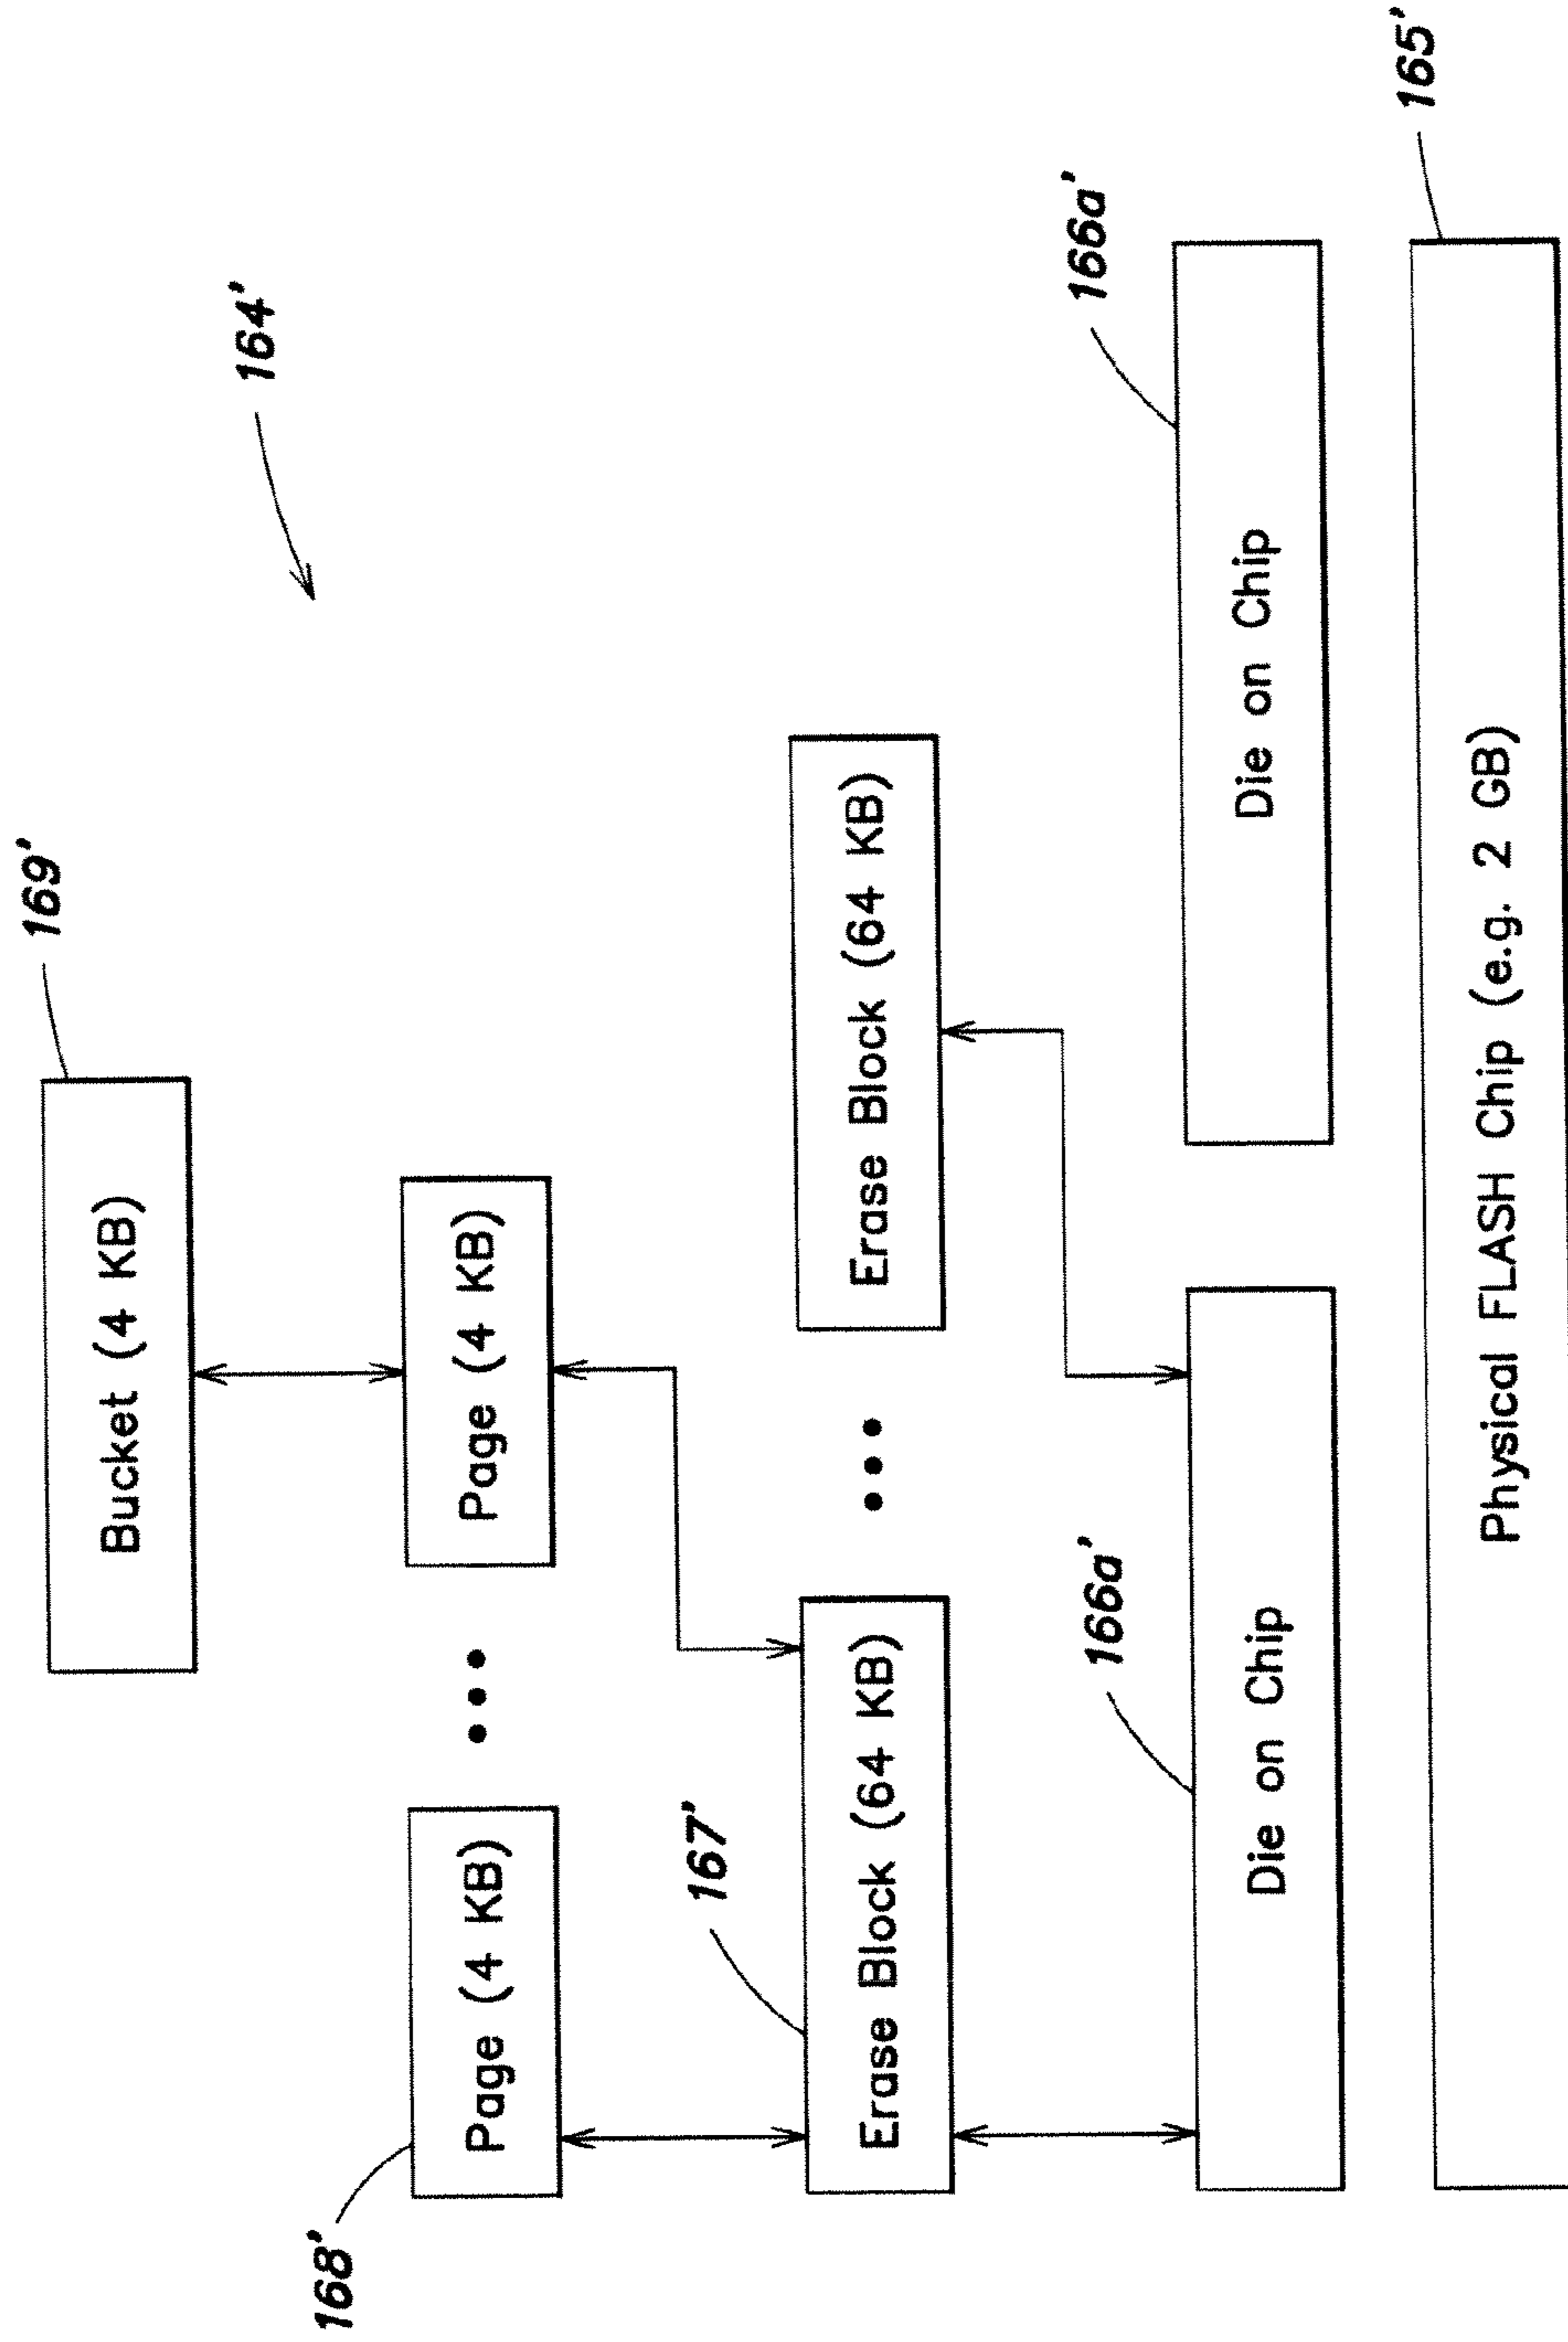 169'
Bucket (4 KB)
164'
168'
Page (4 KB)
•••
Page (4 KB)
167'
Erase Block (64 KB)
•••
Erase Block (64 KB)
166a'
Die on Chip
166a'
Die on Chip
165'
Physical FLASH Chip (e.g. 2 GB)